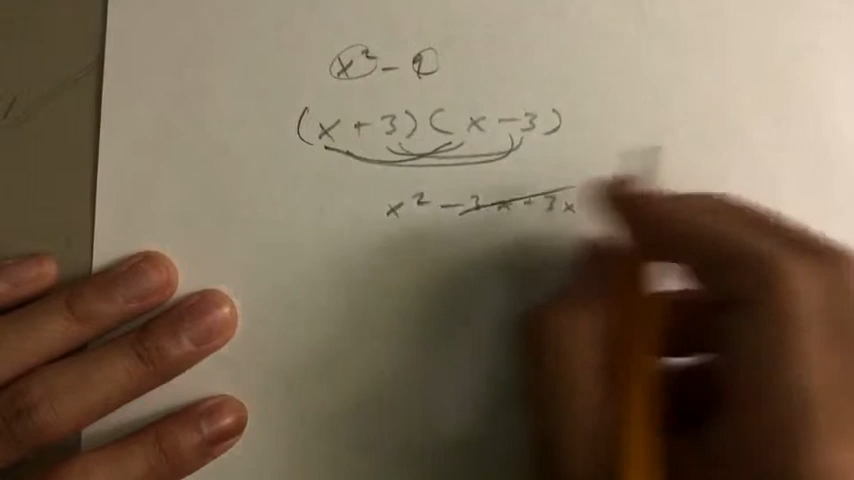 x² - 9
(x + 3)(x - 3)
x² - 3x + 3x